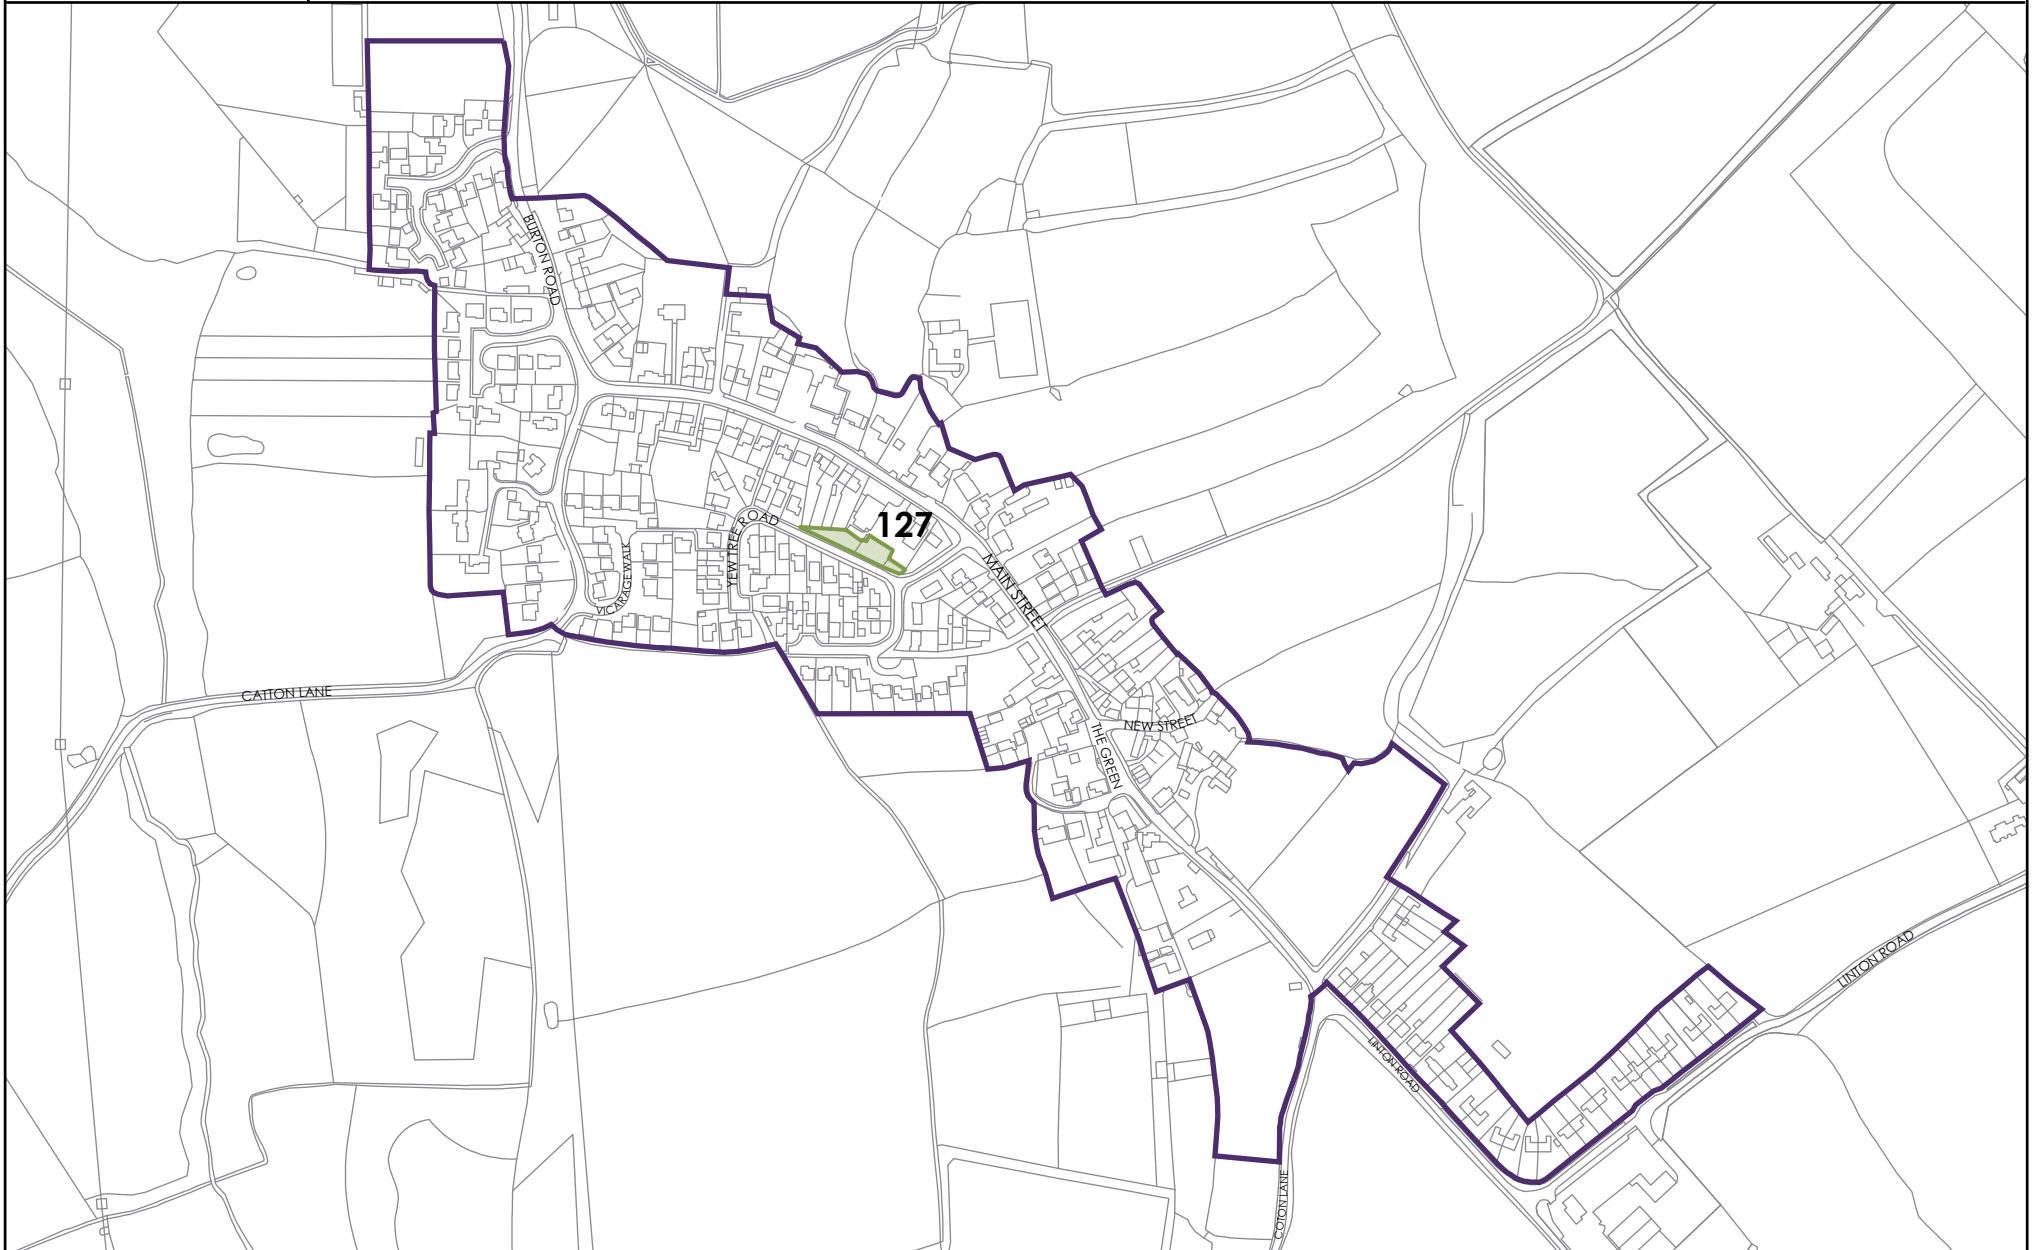 BURTON ROAD
127
YEW TREE ROAD
VICARAGE WALK
MAIN STREET
CATTON LANE
NEW STREET
THE GREEN
LINTON ROAD
LINTON ROAD
COTON LANE